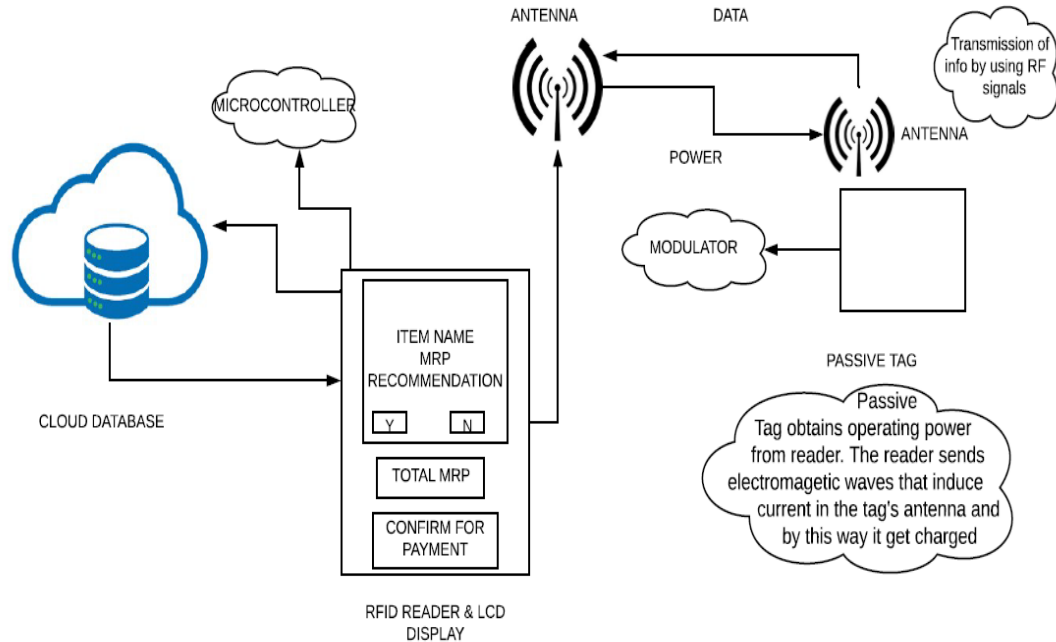 ANTENNA
DATA
Transmission of
info by using RF
signals
MICROCONTROLLER
ANTENNA
POWER
MODULATOR
ITEM NAME
MRP
RECOMMENDATION
Y
N
PASSIVE TAG
CLOUD DATABASE
TOTAL MRP
CONFIRM FOR
PAYMENT
Passive
Tag obtains operating power
from reader. The reader sends
electromagetic waves that induce
current in the tag's antenna and
by this way it get charged
RFID READER & LCD
DISPLAY